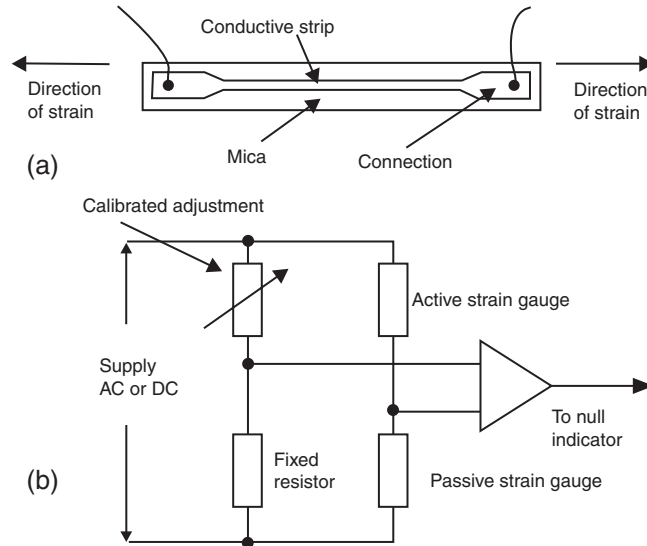 Conductive strip
Direction
of strain
Direction
of strain
Mica
Connection
(a)
Calibrated adjustment
Active strain gauge
Supply
AC or DC
To null
indicator
Fixed
resistor
Passive strain gauge
(b)